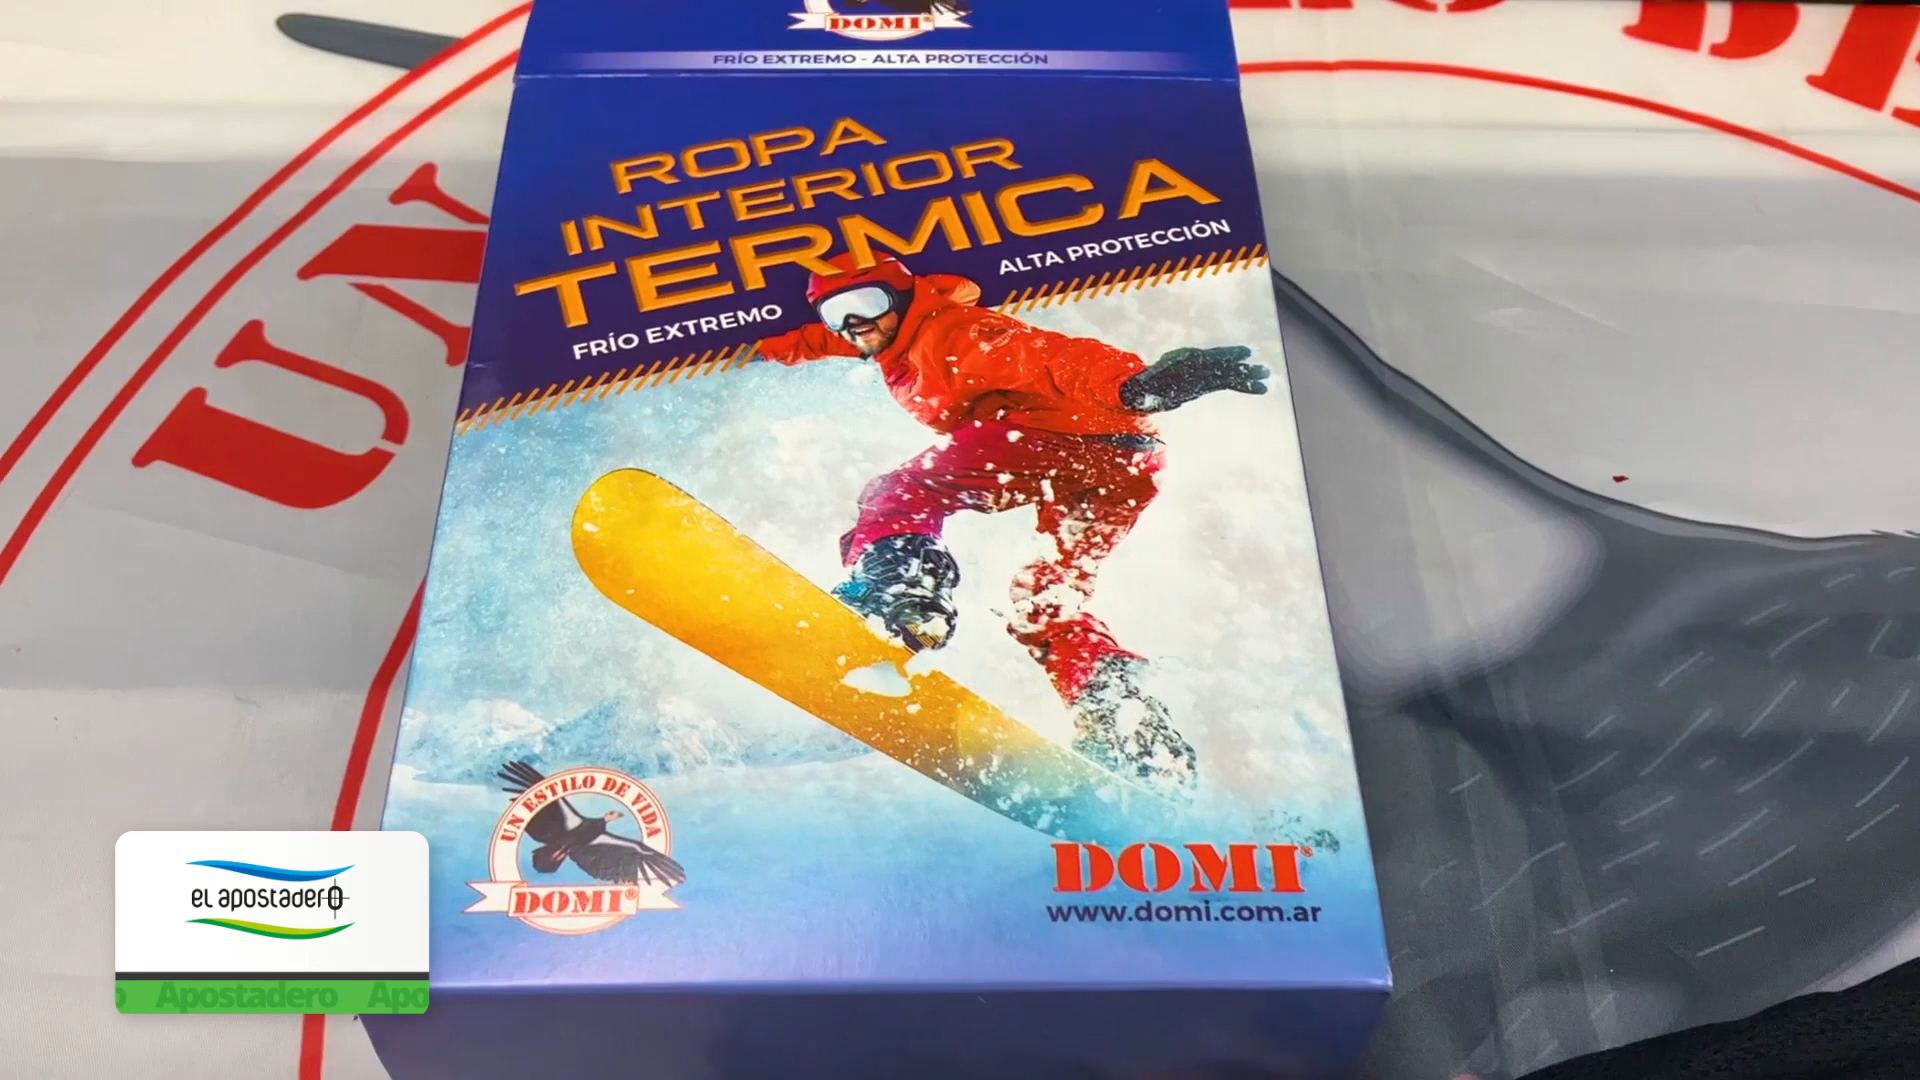 DOMI®
FRÍO EXTREMO - ALTA PROTECCIÓN
ROPA
INTERIOR
TERMICA
ALTA PROTECCIÓN
FRÍO EXTREMO
UN
UN ESTILO DE VIDA
DOMI®
DOMI®
www.domi.com.ar
EL apostadero
Apostadero